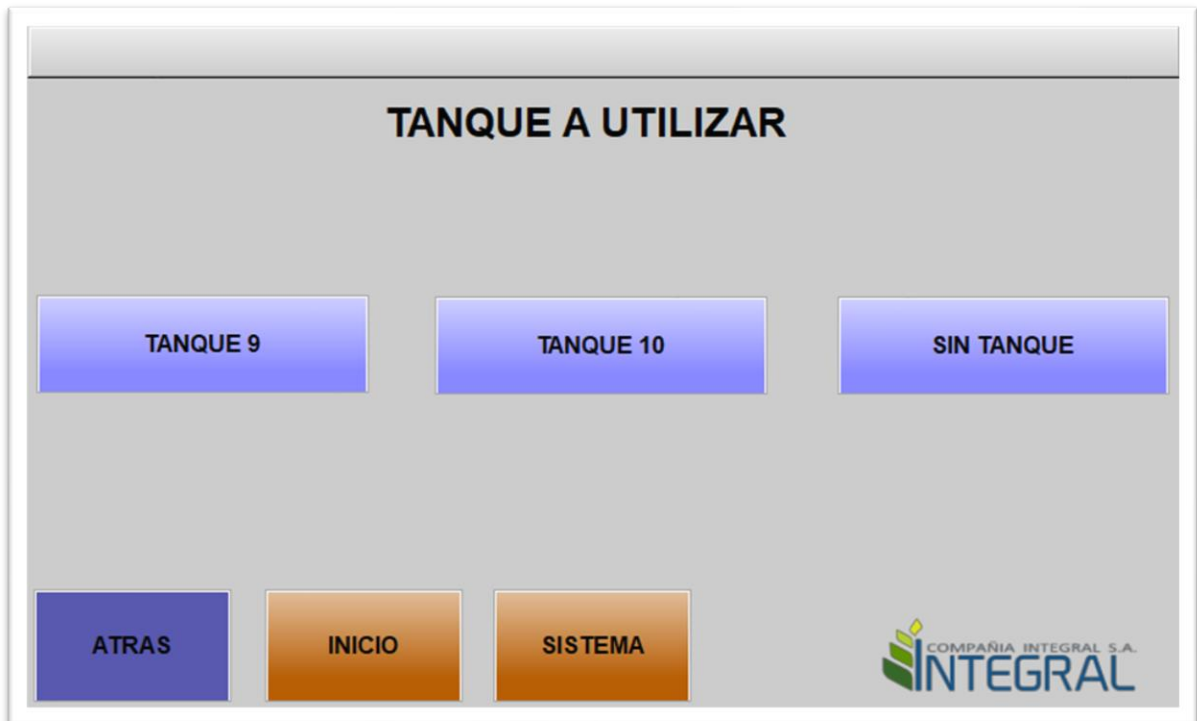 TANQUE A UTILIZAR
TANQUE 9
TANQUE 10
SIN TANQUE
ATRAS
INICIO
SISTEMA
COMPAÑIA INTEGRAL S.A.
INTEGRAL